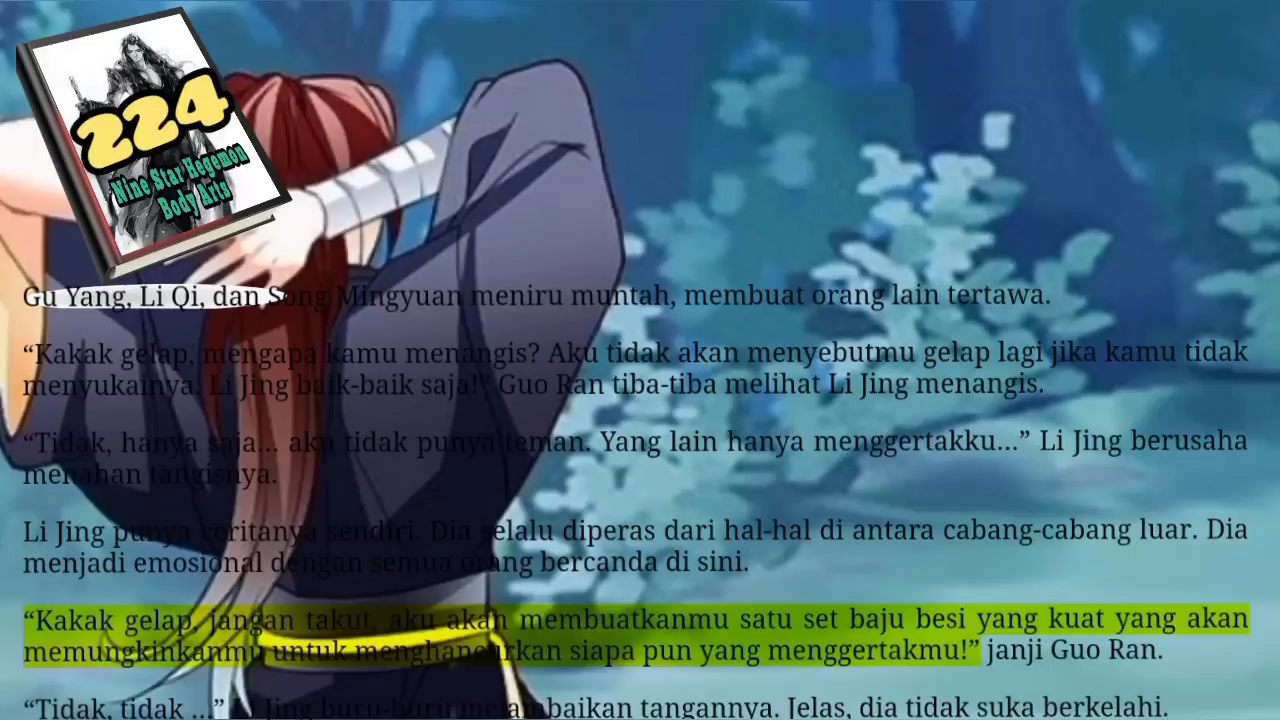 224
Nine Star Hegemon
Body Arts
Gu Yang, Li Qi, dan Song Mingyuan meniru muntah, membuat orang lain tertawa.
“Kakak gelap, mengapa kamu menangis? Aku tidak akan menyebutmu gelap lagi jika kamu tidak
menyukainya. Li Jing baik-baik saja!” Guo Ran tiba-tiba melihat Li Jing menangis.
“Tidak, hanya saja... aku tidak punya teman. Yang lain hanya menggertakku...” Li Jing berusaha
menahan tangisnya.
Li Jing punya ceritanya sendiri. Dia selalu diperas dari hal-hal di antara cabang-cabang luar. Dia
menjadi emosional dengan semua orang bercanda di sini.
“Kakak gelap, jangan takut, aku akan membuatkanmu satu set baju besi yang kuat yang akan
memungkinkanmu untuk menghancurkan siapa pun yang menggertakmu!” janji Guo Ran.
“Tidak, tidak ...” Li Jing buru-buru melambaikan tangannya. Jelas, dia tidak suka berkelahi.